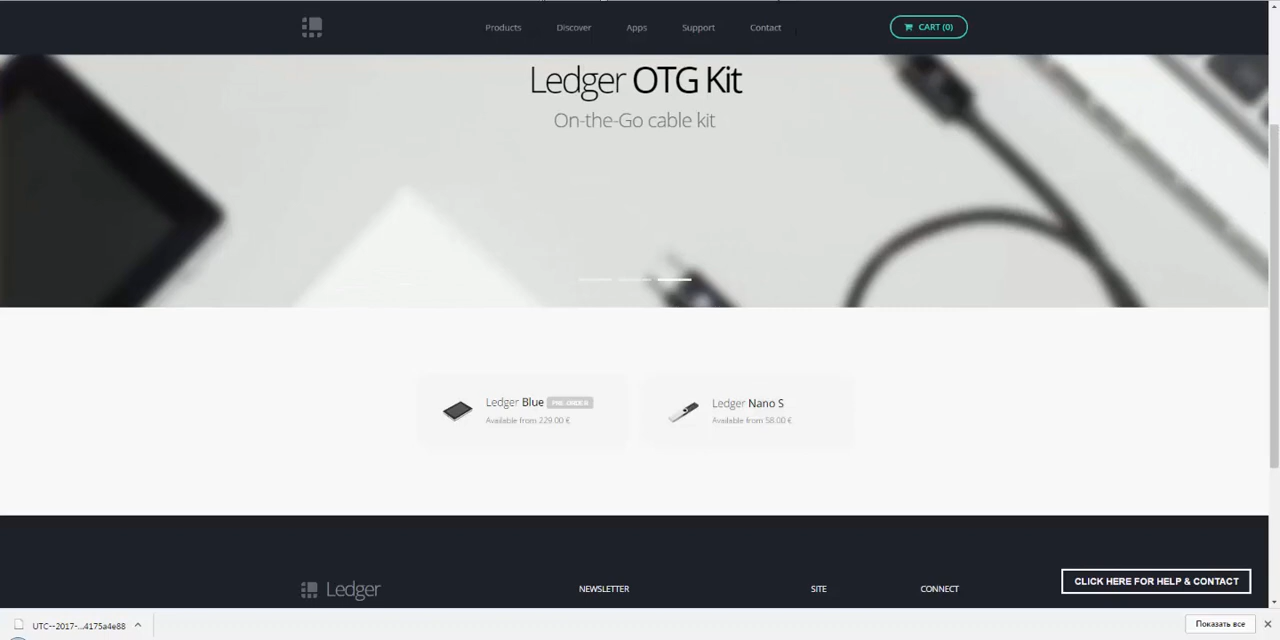 Products Discover Apps Support Contact CART (0)
Ledger OTG Kit
On-the-Go cable kit
Ledger Blue PRE-ORDER
Available from 229.00 €
Ledger Nano S
Available from 58.00 €
Ledger
NEWSLETTER
SITE
CONNECT
CLICK HERE FOR HELP & CONTACT
UTC--2017-...4175a4e88
Показать все